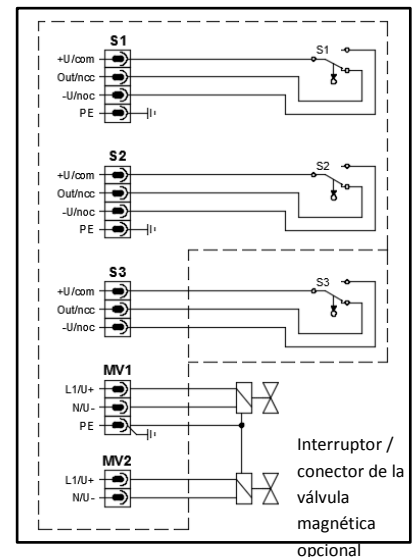 S1
S1
+U/com
Out/ncc
-U/noc
PE
S2
S2
+U/com
Out/ncc
-U/noc
PE
S3
S3
+U/com
Out/ncc
-U/noc
MV1
L1/U+
N/U-
PE
MV2
L1/U+
N/U-
Interruptor /
conector de la
válvula
magnética
opcional